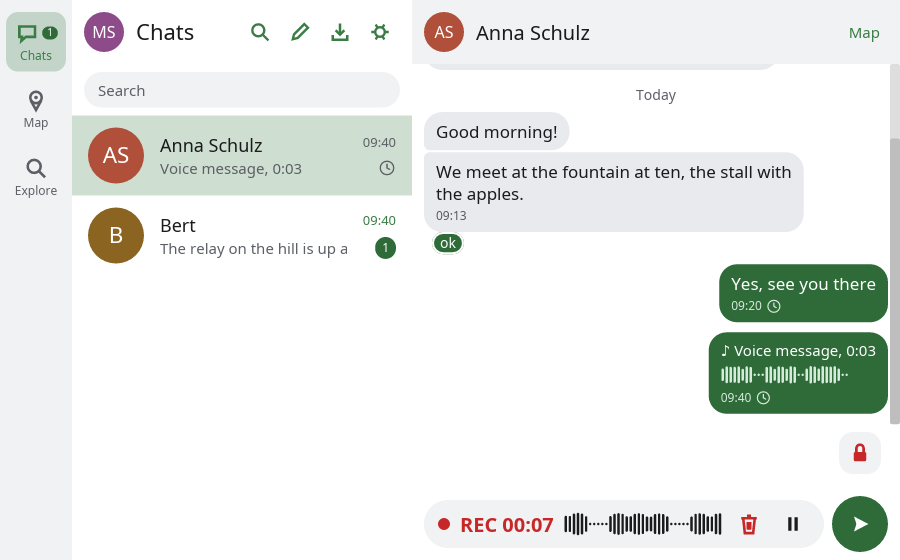 1
Chats
Map
Explore
MS
Chats
Search
AS
Anna Schulz
09:40
Voice message, 0:03
B
Bert
09:40
The relay on the hill is up a
1
AS
Anna Schulz
Map
Today
Good morning!
We meet at the fountain at ten, the stall with
the apples.
09:13
ok
Yes, see you there
09:20
♪ Voice message, 0:03
09:40
REC 00:07